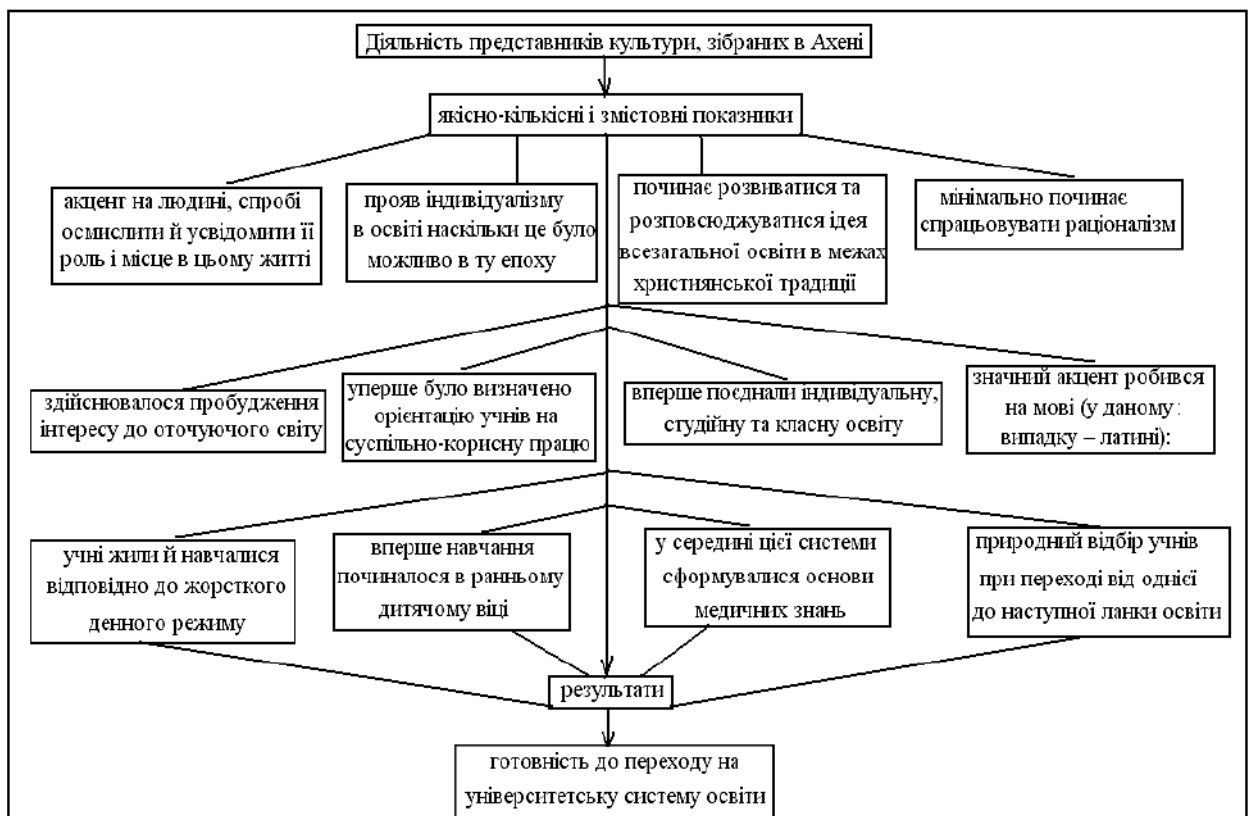 Діяльність представників культури, зібраних в Ахені
якісно-кількісні і змістовні показники
акцент на людині, спробі
осмислити й усвідомити її
роль і місце в цьому житті
прояв індивідуалізму
в освіті наскільки це було
можливо в ту епоху
починає розвиватися та
розповсюджуватися ідея
всезагальної освіти в межах
християнської традиції
мінімально починає
спрацьовувати раціоналізм
здійснювалося пробудження
інтересу до оточуючого світу
уперше було визначено
орієнтацію учнів на
суспільно-корисну працю
вперше поєднали індивідуальну,
студійну та класну освіту
значний акцент робився
на мові (у даному :
випадку – латині):
учні жили й навчалися
відповідно до жорсткого
денного режиму
вперше навчання
починалося в ранньому
дитячому віці
у середині цієї системи
сформувалися основи
медичних знань
природний відбір учнів
при переході від однієї
до наступної ланки освіти
результати
готовність до переходу на
університетську систему освіти